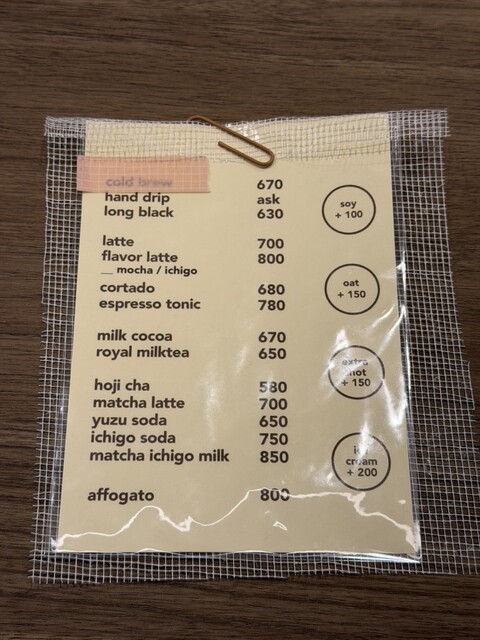 cold brew 670
hand drip ask
long black 630
latte 700
flavor latte 800
__ mocha / ichigo
cortado 680
espresso tonic 780
milk cocoa 670
royal milktea 650
hoji cha 580
matcha latte 700
yuzu soda 650
ichigo soda 750
matcha ichigo milk 850
affogato 800
soy
+ 100
oat
+ 150
extra
shot
+ 150
ice
cream
+ 200